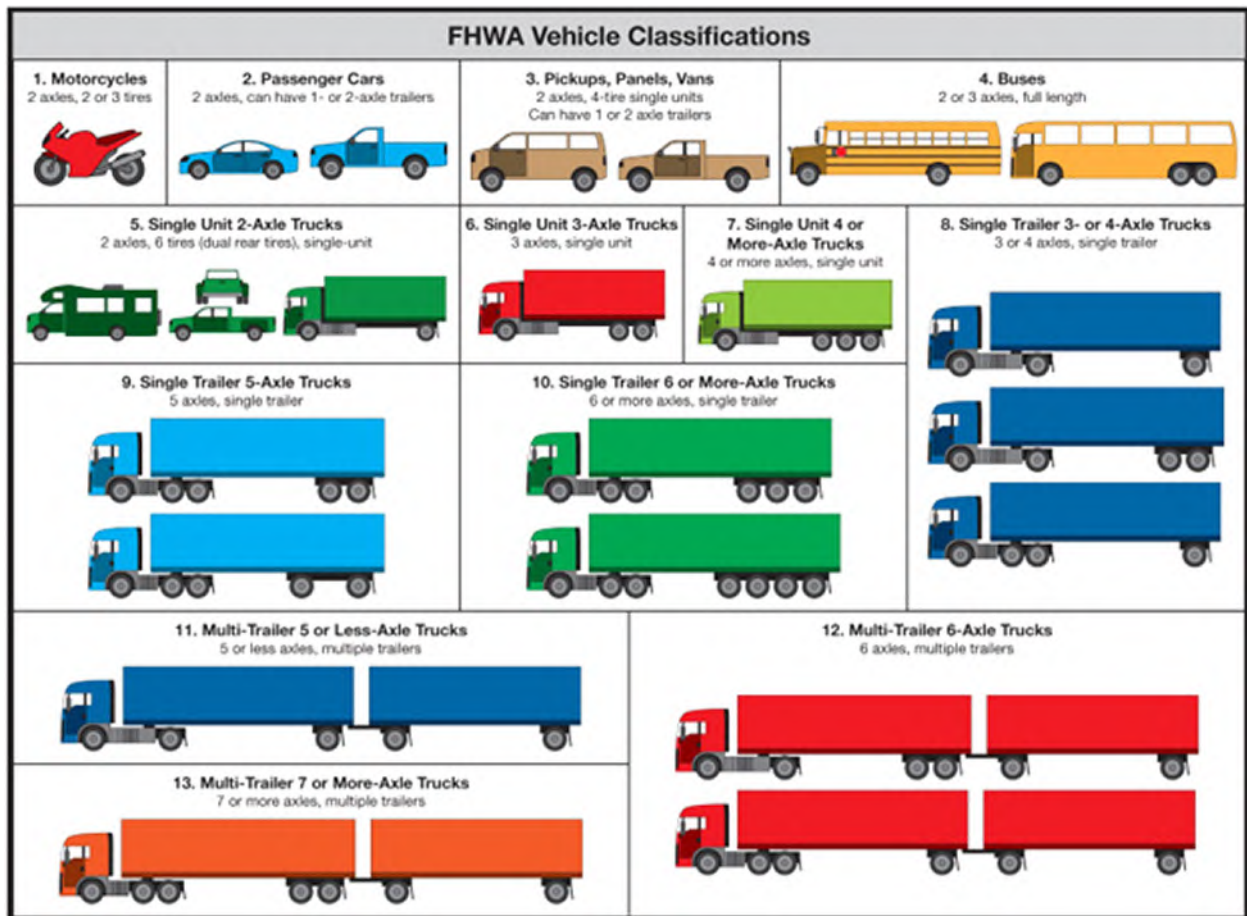 FHWA Vehicle Classifications
1. Motorcycles
2 axles, 2 or 3 tires
2. Passenger Cars
2 axles, can have 1- or 2-axle trailers
3. Pickups, Panels, Vans
2 axles, 4-tire single units
Can have 1 or 2 axle trailers
4. Buses
2 or 3 axles, full length
5. Single Unit 2-Axle Trucks
2 axles, 6 tires (dual rear tires), single-unit
6. Single Unit 3-Axle Trucks
3 axles, single unit
7. Single Unit 4 or
More-Axle Trucks
4 or more axles, single unit
8. Single Trailer 3- or 4-Axle Trucks
3 or 4 axles, single trailer
9. Single Trailer 5-Axle Trucks
5 axles, single trailer
10. Single Trailer 6 or More-Axle Trucks
6 or more axles, single trailer
11. Multi-Trailer 5 or Less-Axle Trucks
5 or less axles, multiple trailers
12. Multi-Trailer 6-Axle Trucks
6 axles, multiple trailers
13. Multi-Trailer 7 or More-Axle Trucks
7 or more axles, multiple trailers